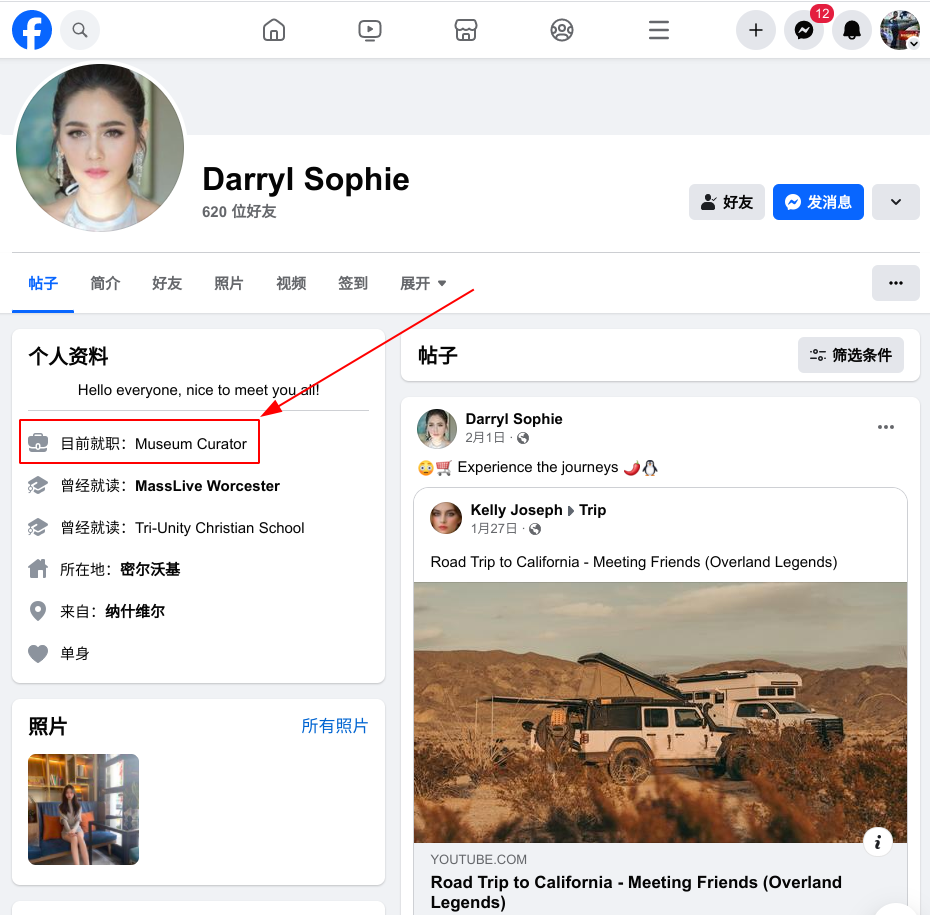 12
Darryl Sophie
620 位好友
好友
发消息
帖子 简介 好友 照片 视频 签到 展开
个人资料
Hello everyone, nice to meet you all!
目前就职：Museum Curator
曾经就读：MassLive Worcester
曾经就读：Tri-Unity Christian School
所在地：密尔沃基
来自：纳什维尔
单身
照片
所有照片
帖子
筛选条件
Darryl Sophie
2月1日 ·
Experience the journeys
Kelly Joseph ▸ Trip
1月27日 ·
Road Trip to California - Meeting Friends (Overland Legends)
YOUTUBE.COM
Road Trip to California - Meeting Friends (Overland
Legends)